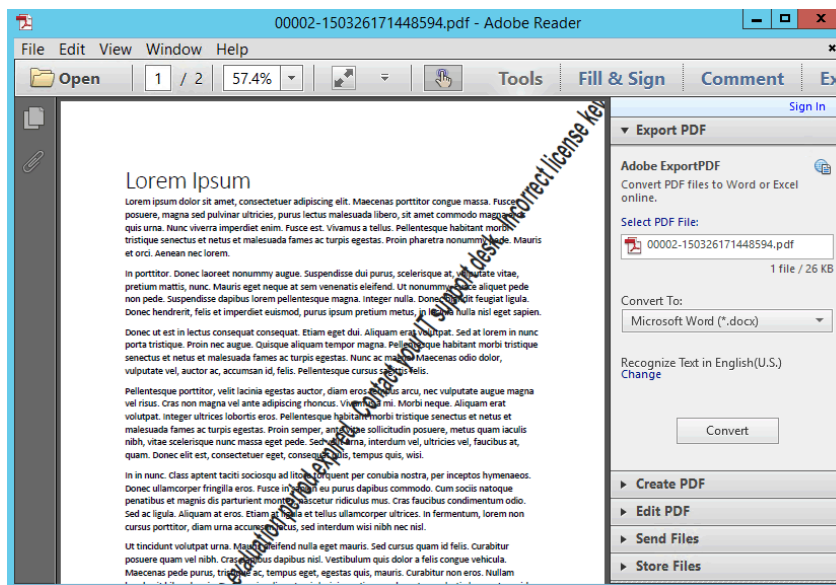 00002-150326171448594.pdf - Adobe Reader
File Edit View Window Help
Open 1 / 2 57.4% Tools Fill & Sign Comment
Sign In
Export PDF
Adobe ExportPDF
Convert PDF files to Word or Excel
online.
Select PDF File:
00002-150326171448594.pdf
1 file / 26 KB
Convert To:
Microsoft Word (*.docx)
Recognize Text in English(U.S.)
Change
Convert
Create PDF
Edit PDF
Send Files
Store Files
Lorem Ipsum
Lorem ipsum dolor sit amet, consectetuer adipiscing elit. Maecenas porttitor congue massa. Fusce
posuere, magna sed pulvinar ultricies, purus lectus malesuada libero, sit amet commodo magna
quis urna. Nunc viverra imperdiet enim. Fusce est. Vivamus a tellus. Pellentesque habitant morbi
tristique senectus et netus et malesuada fames ac turpis egestas. Proin pharetra nonummy pede. Mauris
et orci. Aenean nec lorem.
In porttitor. Donec laoreet nonummy augue. Suspendisse dui purus, scelerisque at, vulputate vitae,
pretium mattis, nunc. Mauris eget neque at sem venenatis eleifend. Ut nonummy. Fusce aliquet pede
non pede. Suspendisse dapibus lorem pellentesque magna. Integer nulla. Donec blandit feugiat ligula.
Donec hendrerit, felis et imperdiet euismod, purus ipsum pretium metus, in lacinia nulla nisl eget sapien.
Donec ut est in lectus consequat consequat. Etiam eget dui. Aliquam erat volutpat. Sed at lorem in nunc
porta tristique. Proin nec augue. Quisque aliquam tempor magna. Pellentesque habitant morbi tristique
senectus et netus et malesuada fames ac turpis egestas. Nunc ac magna. Maecenas odio dolor,
vulputate vel, auctor ac, accumsan id, felis. Pellentesque cursus sagittis felis.
Pellentesque porttitor, velit lacinia egestas auctor, diam eros tempus arcu, nec vulputate augue magna
vel risus. Cras non magna vel ante adipiscing rhoncus. Vivamus a mi. Morbi neque. Aliquam erat
volutpat. Integer ultrices lobortis eros. Pellentesque habitant morbi tristique senectus et netus et
malesuada fames ac turpis egestas. Proin semper, ante vitae sollicitudin posuere, metus quam iaculis
nibh, vitae scelerisque nunc massa eget pede. Sed velit urna, interdum vel, ultricies vel, faucibus at,
quam. Donec elit est, consectetuer eget, consequat quis, tempus quis, wisi.
In in nunc. Class aptent taciti sociosqu ad litora torquent per conubia nostra, per inceptos hymenaeos.
Donec ullamcorper fringilla eros. Fusce in sapien eu purus dapibus commodo. Cum sociis natoque
penatibus et magnis dis parturient montes, nascetur ridiculus mus. Cras faucibus condimentum odio.
Sed ac ligula. Aliquam at eros. Etiam at ligula et tellus ullamcorper ultrices. In fermentum, lorem non
cursus porttitor, diam urna accumsan lacus, sed interdum wisi nibh nec nisl.
Ut tincidunt volutpat urna. Mauris eleifend nulla eget mauris. Sed cursus quam id felis. Curabitur
posuere quam vel nibh. Cras dapibus dapibus nisl. Vestibulum quis dolor a felis congue vehicula.
Maecenas pede purus, tristique ac, tempus eget, egestas quis, mauris. Curabitur non eros. Nullam
evaluation period expired. Contact your IT support desk. Incorrect license key